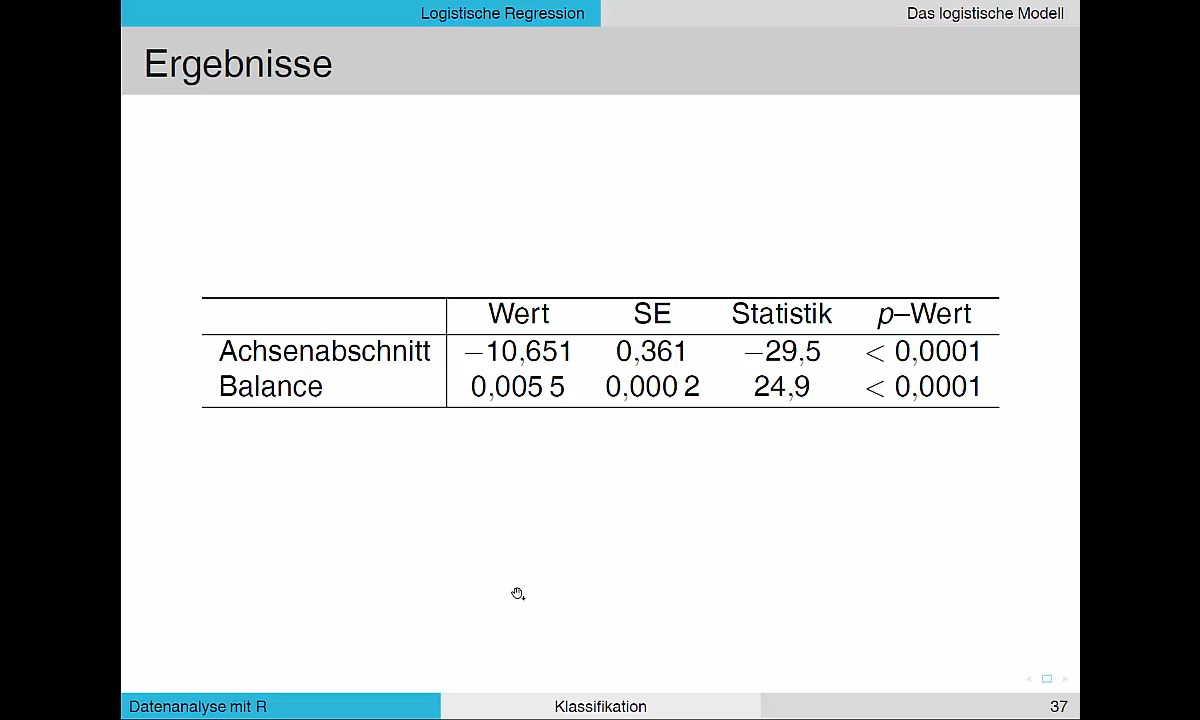 Logistische Regression Das logistische Modell
Ergebnisse
Wert SE Statistik p–Wert
Achsenabschnitt −10,651 0,361 −29,5 < 0,0001
Balance 0,005 5 0,000 2 24,9 < 0,0001
Datenanalyse mit R Klassifikation 37